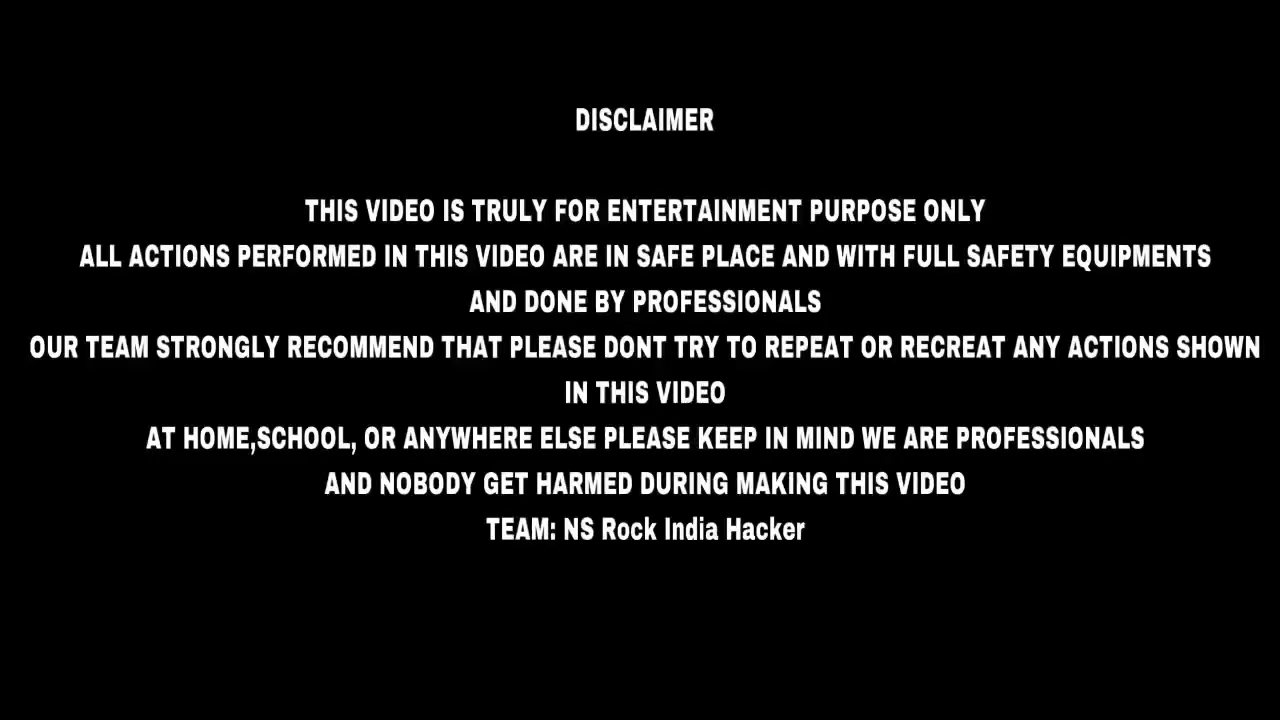 DISCLAIMER
THIS VIDEO IS TRULY FOR ENTERTAINMENT PURPOSE ONLY
ALL ACTIONS PERFORMED IN THIS VIDEO ARE IN SAFE PLACE AND WITH FULL SAFETY EQUIPMENTS
AND DONE BY PROFESSIONALS
OUR TEAM STRONGLY RECOMMEND THAT PLEASE DONT TRY TO REPEAT OR RECREAT ANY ACTIONS SHOWN
IN THIS VIDEO
AT HOME,SCHOOL, OR ANYWHERE ELSE PLEASE KEEP IN MIND WE ARE PROFESSIONALS
AND NOBODY GET HARMED DURING MAKING THIS VIDEO
TEAM: NS Rock India Hacker